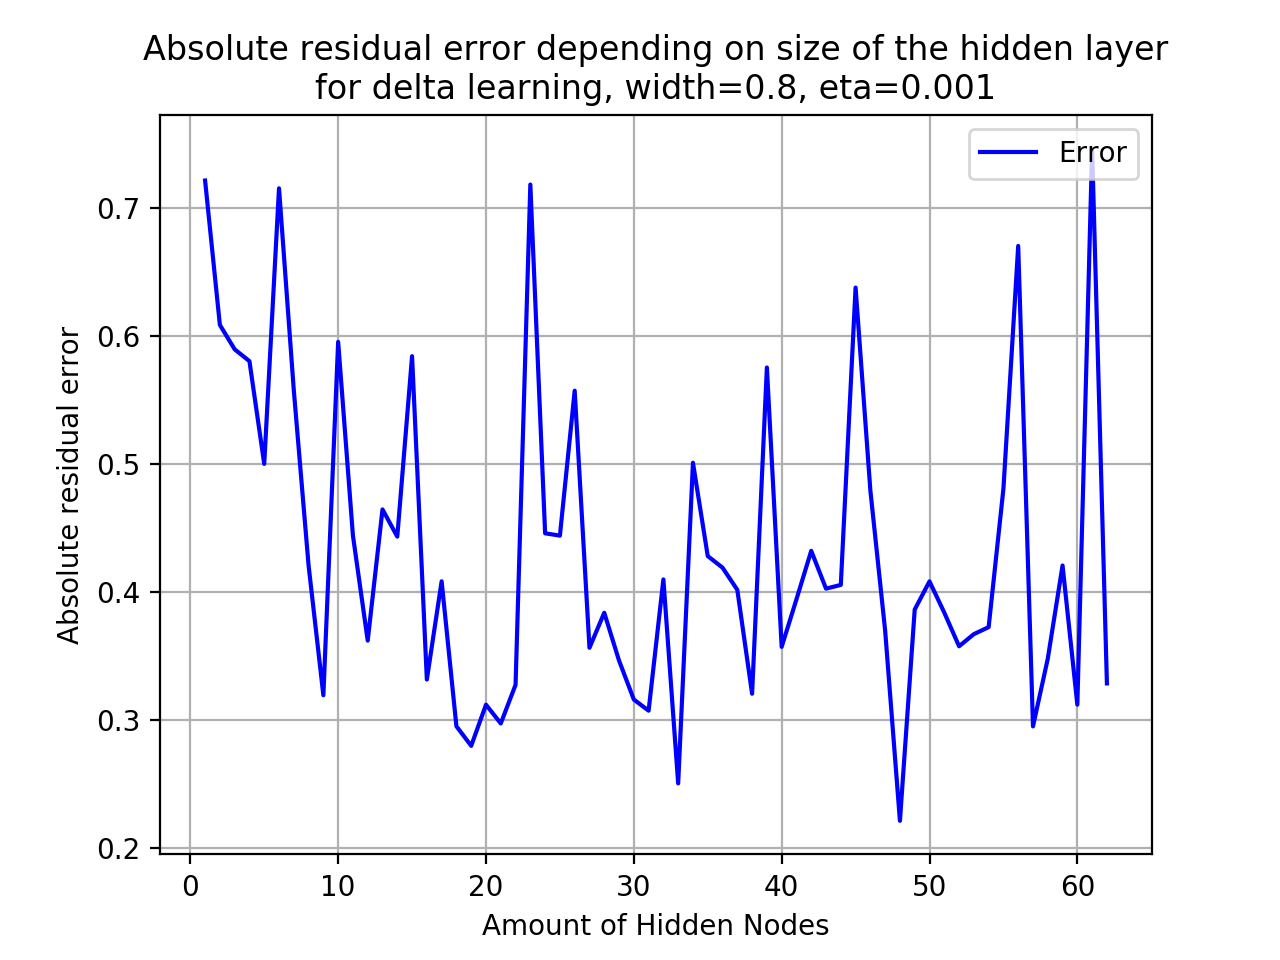 Absolute residual error depending on size of the hidden layer
for delta learning, width=0.8, eta=0.001
Error
0.7
0.6
0.5
0.4
0.3
0.2
Absolute residual error
0 10 20 30 40 50 60
Amount of Hidden Nodes